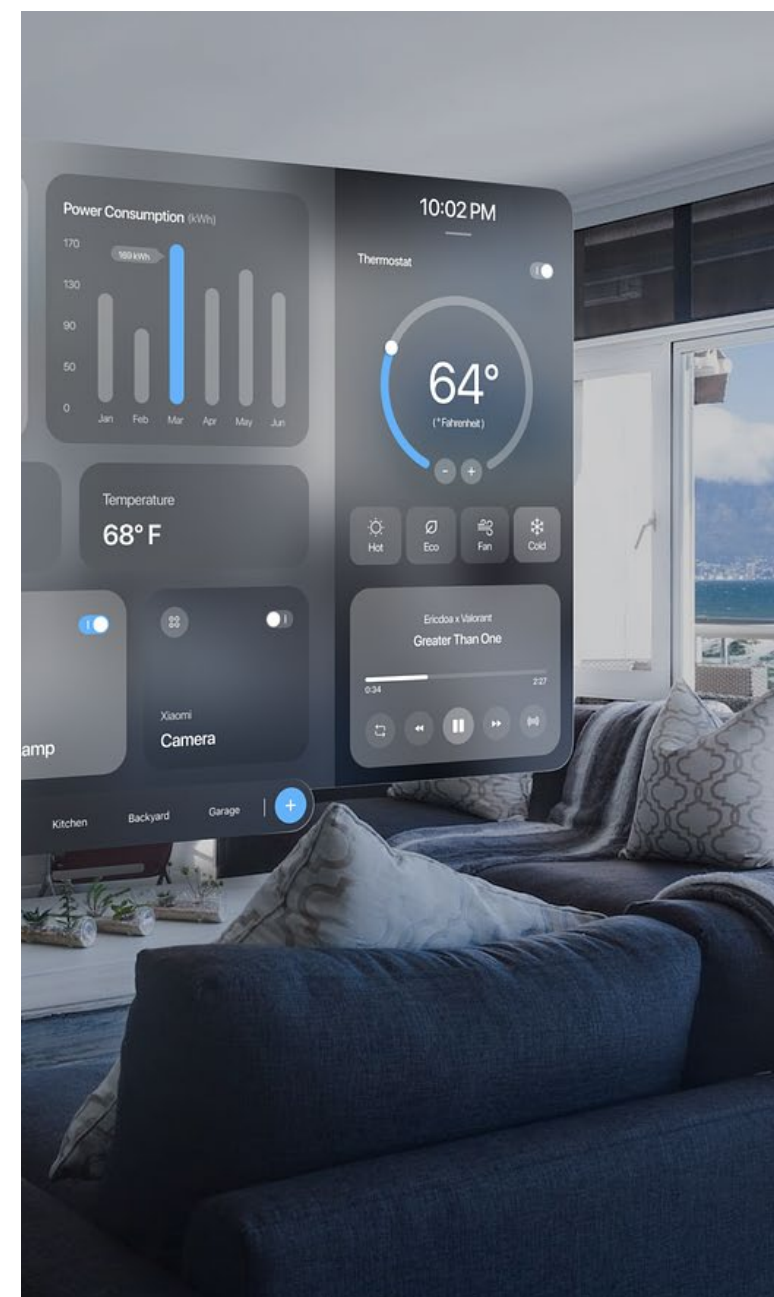 Power Consumption (kWh)
170
169 kWh
130
90
50
0
Jan Feb Mar Apr May Jun
Temperature
68° F
amp
Xiaomi
Camera
Kitchen Backyard Garage | +
10:02 PM
Thermostat
64°
(° Fahrenheit)
- +
Hot Eco Fan Cold
Ericdoa x Valorant
Greater Than One
0:34 2:27